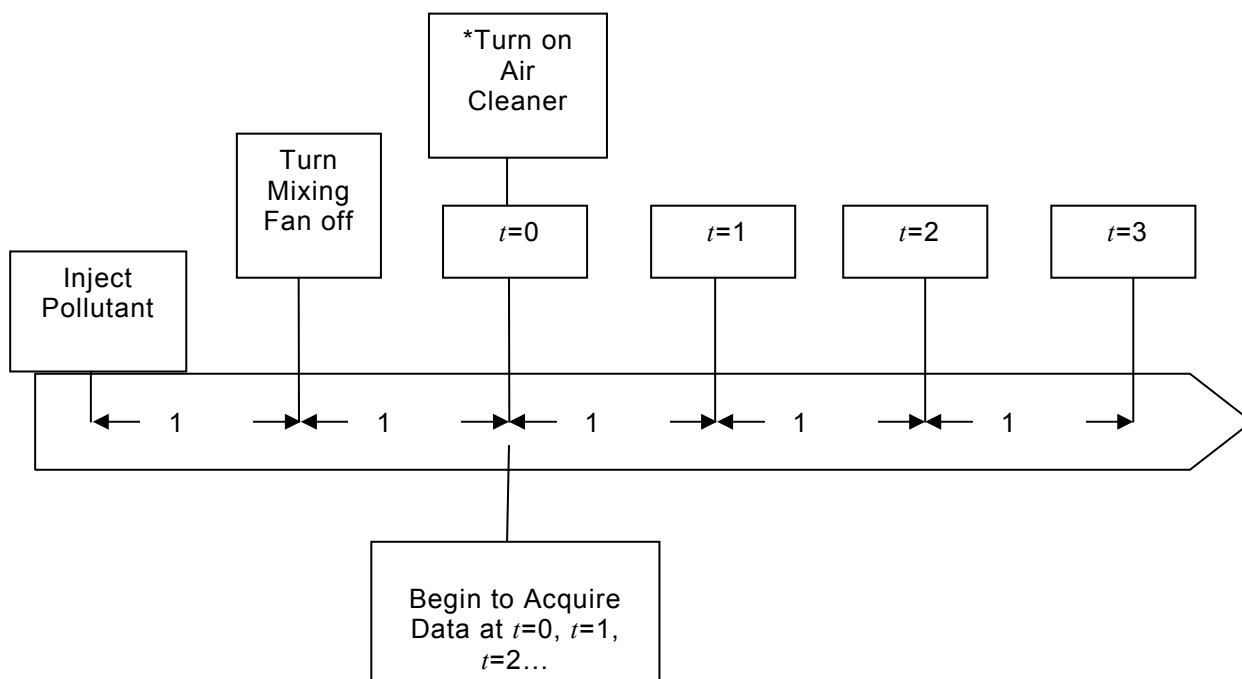 *Turn on
Air
Cleaner
Turn
Mixing
Fan off
t=0
t=1
t=2
t=3
Inject
Pollutant
1
1
1
1
1
Begin to Acquire
Data at t=0, t=1,
t=2...